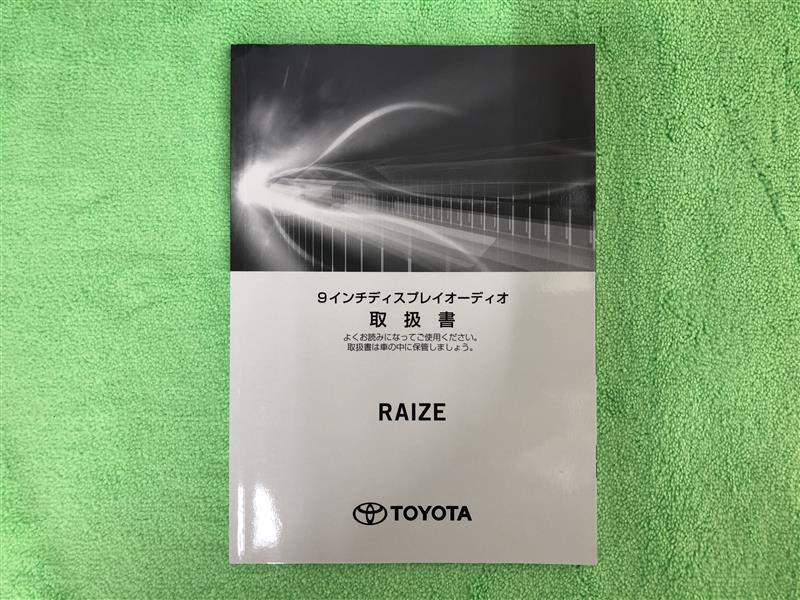 9インチディスプレイオーディオ
取扱書
よくお読みになってご使用ください。
取扱書は車の中に保管しましょう。
RAIZE
TOYOTA